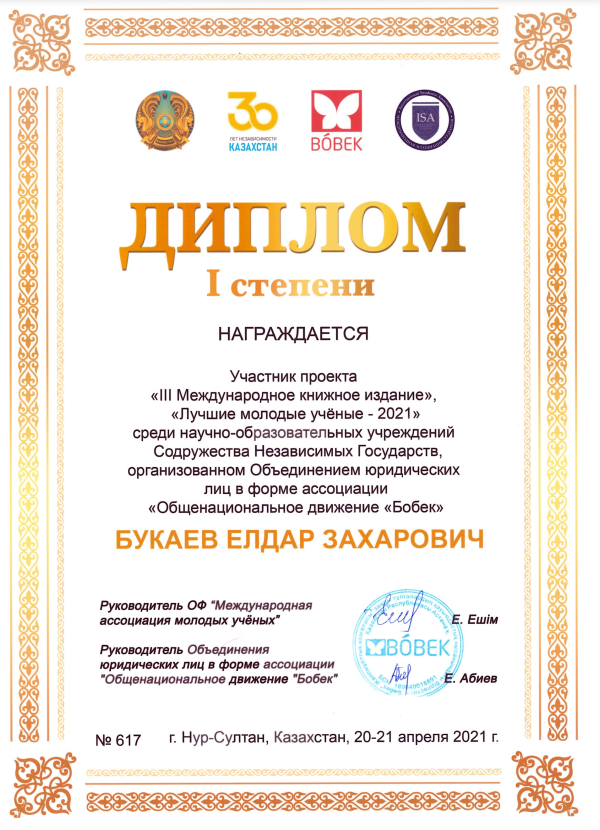 30
ЛЕТ НЕЗАВИСИМОСТИ
КАЗАХСТАН
BÓBEK
ISA
ДИПЛОМ
I степени
НАГРАЖДАЕТСЯ
Участник проекта
«III Международное книжное издание»,
«Лучшие молодые учёные - 2021»
среди научно-образовательных учреждений
Содружества Независимых Государств,
организованном Объединением юридических
лиц в форме ассоциации
«Общенациональное движение «Бобек»
БУКАЕВ ЕЛДАР ЗАХАРОВИЧ
Руководитель ОФ "Международная
ассоциация молодых учёных"
Е. Ешім
Руководитель Объединения
юридических лиц в форме ассоциации
"Общенациональное движение "Бобек"
Е. Абиев
BÓBEK
№ 617
г. Нур-Султан, Казахстан, 20-21 апреля 2021 г.